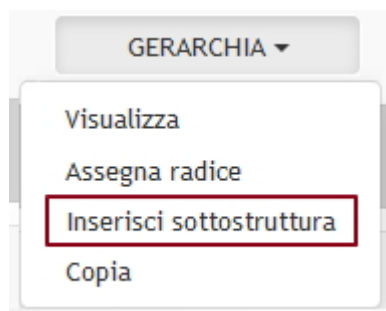 GERARCHIA
Visualizza
Assegna radice
Inserisci sottostruttura
Copia